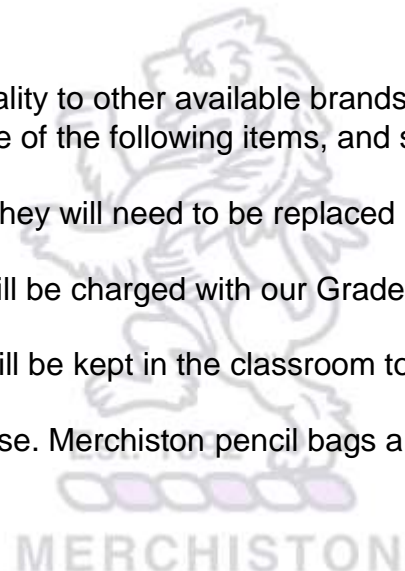 ality to other available brands
e of the following items, and s
hey will need to be replaced
ill be charged with our Grade
ill be kept in the classroom to
se. Merchiston pencil bags a
MERCHISTON